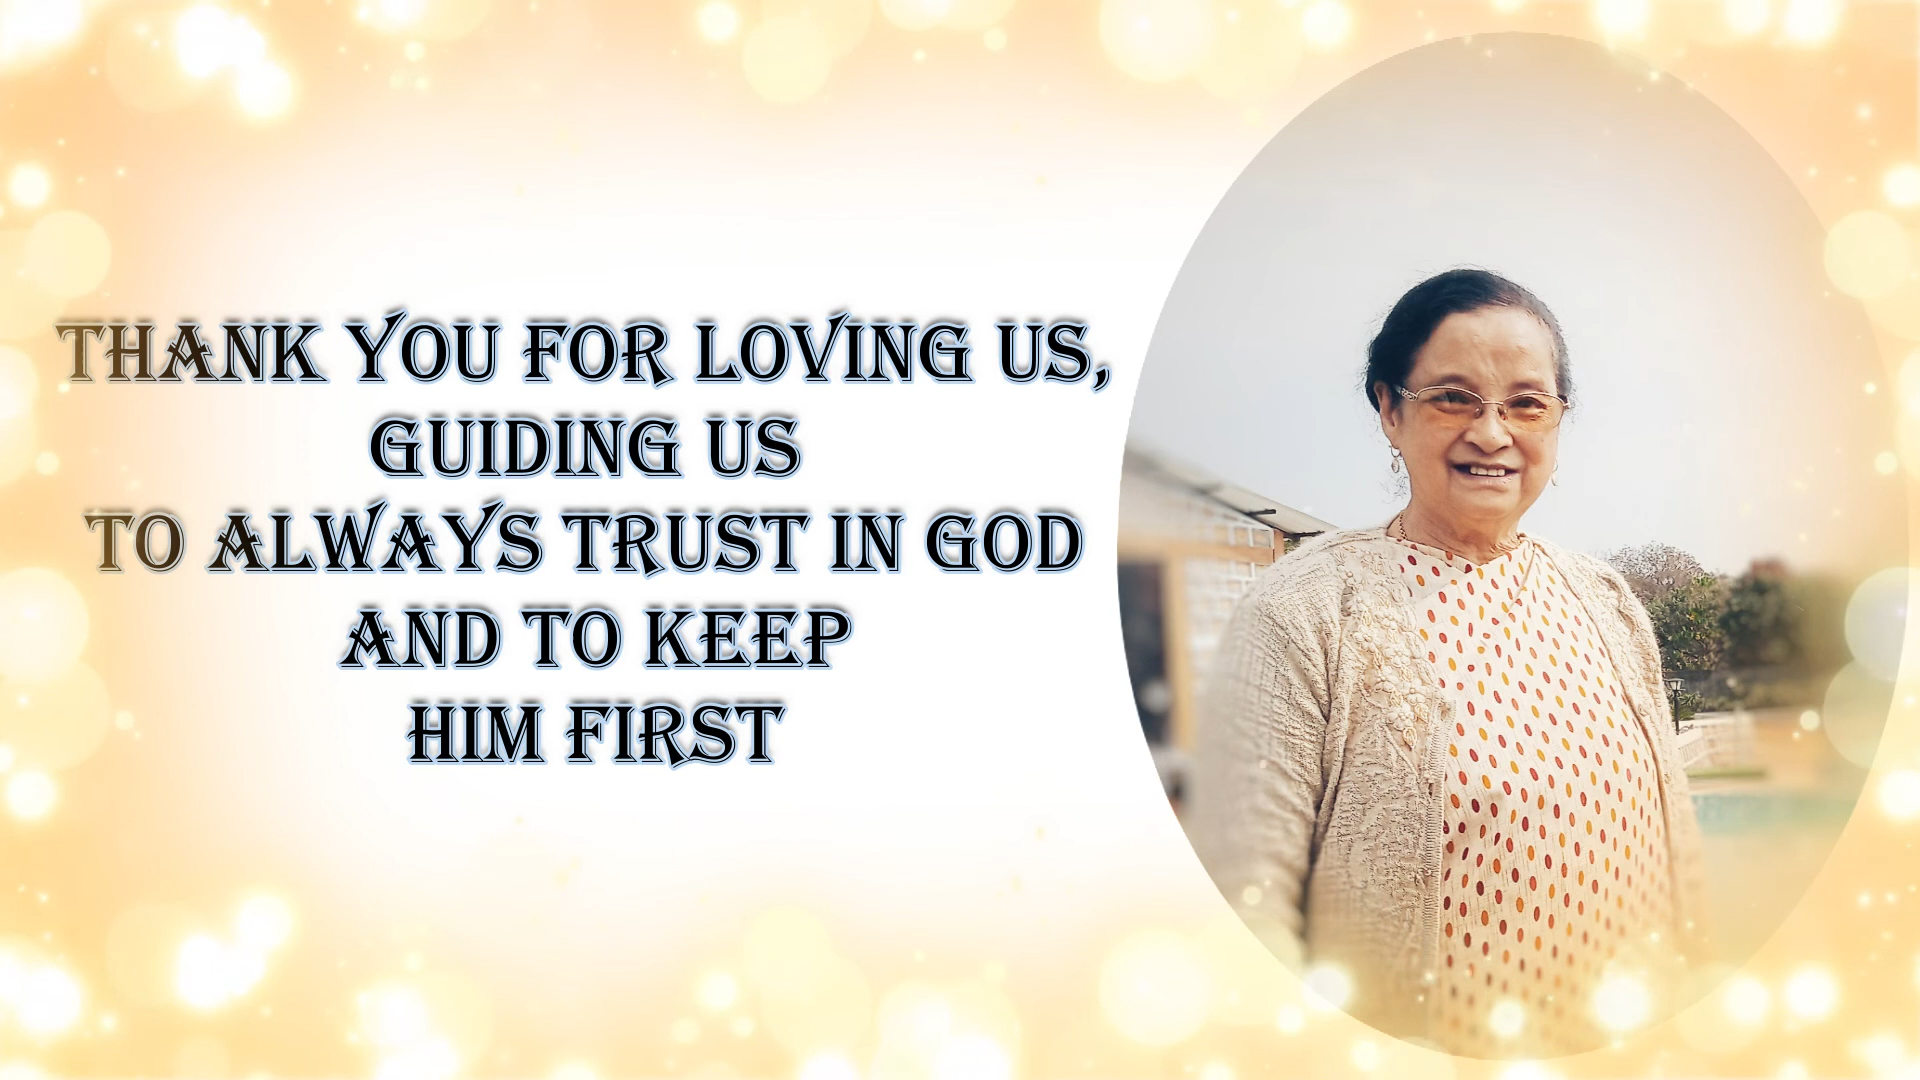 THANK YOU FOR LOVING US,
GUIDING US
TO ALWAYS TRUST IN GOD
AND TO KEEP
HIM FIRST